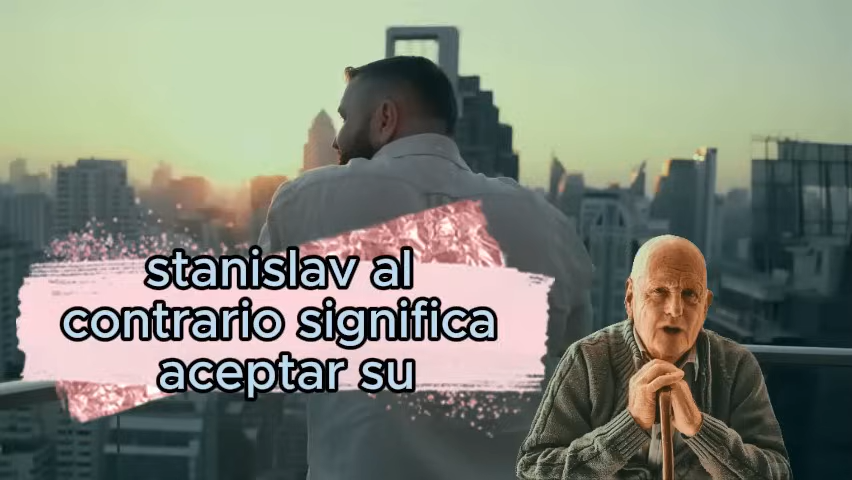 stanislav al
contrario significa
aceptar su